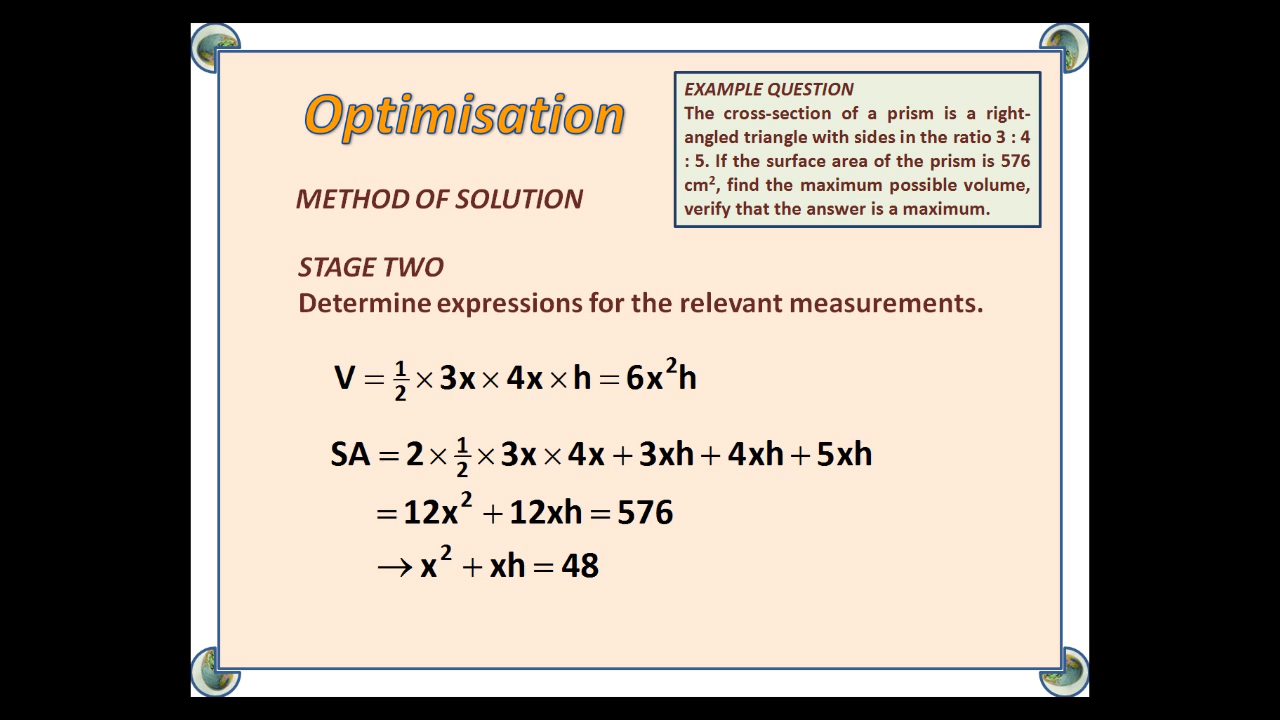 Optimisation
EXAMPLE QUESTION
The cross-section of a prism is a right-
angled triangle with sides in the ratio 3 : 4
: 5. If the surface area of the prism is 576
cm², find the maximum possible volume,
verify that the answer is a maximum.
METHOD OF SOLUTION
STAGE TWO
Determine expressions for the relevant measurements.
V = ½ × 3x × 4x × h = 6x²h
SA = 2 × ½ × 3x × 4x + 3xh + 4xh + 5xh
= 12x² + 12xh = 576
→ x² + xh = 48